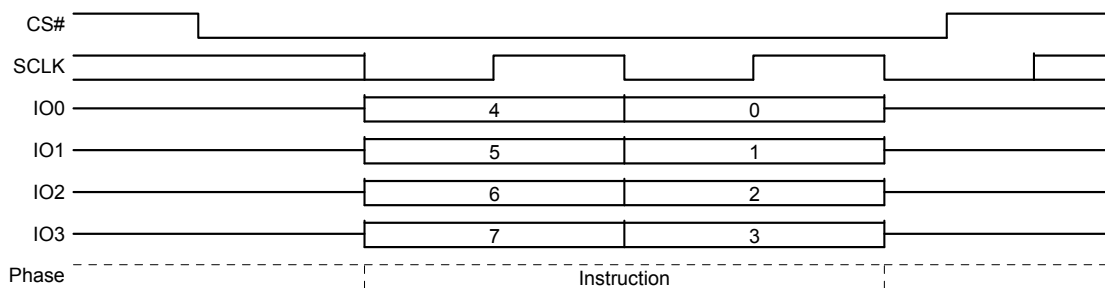 CS#
SCLK
IO0 4 0
IO1 5 1
IO2 6 2
IO3 7 3
Phase Instruction